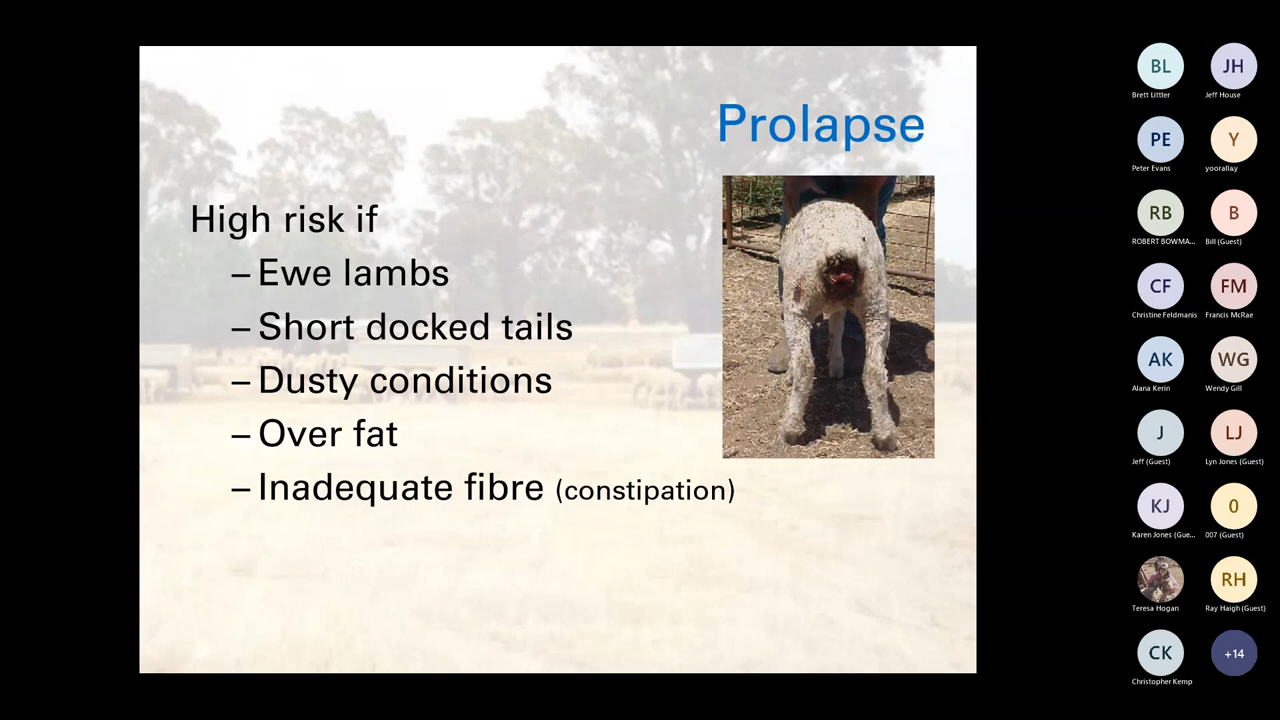 Prolapse
High risk if
– Ewe lambs
– Short docked tails
– Dusty conditions
– Over fat
– Inadequate fibre (constipation)
BL JH
Brett Littler Jeff House
PE Y
Peter Evans yoorallay
RB B
ROBERT BOWMA... Bill (Guest)
CF FM
Christine Feldmanis Francis McRae
AK WG
Alana Kerin Wendy Gill
J LJ
Jeff (Guest) Lyn Jones (Guest)
KJ 0
Karen Jones (Gue... 007 (Guest)
RH
Teresa Hogan Ray Haigh (Guest)
CK +14
Christopher Kemp